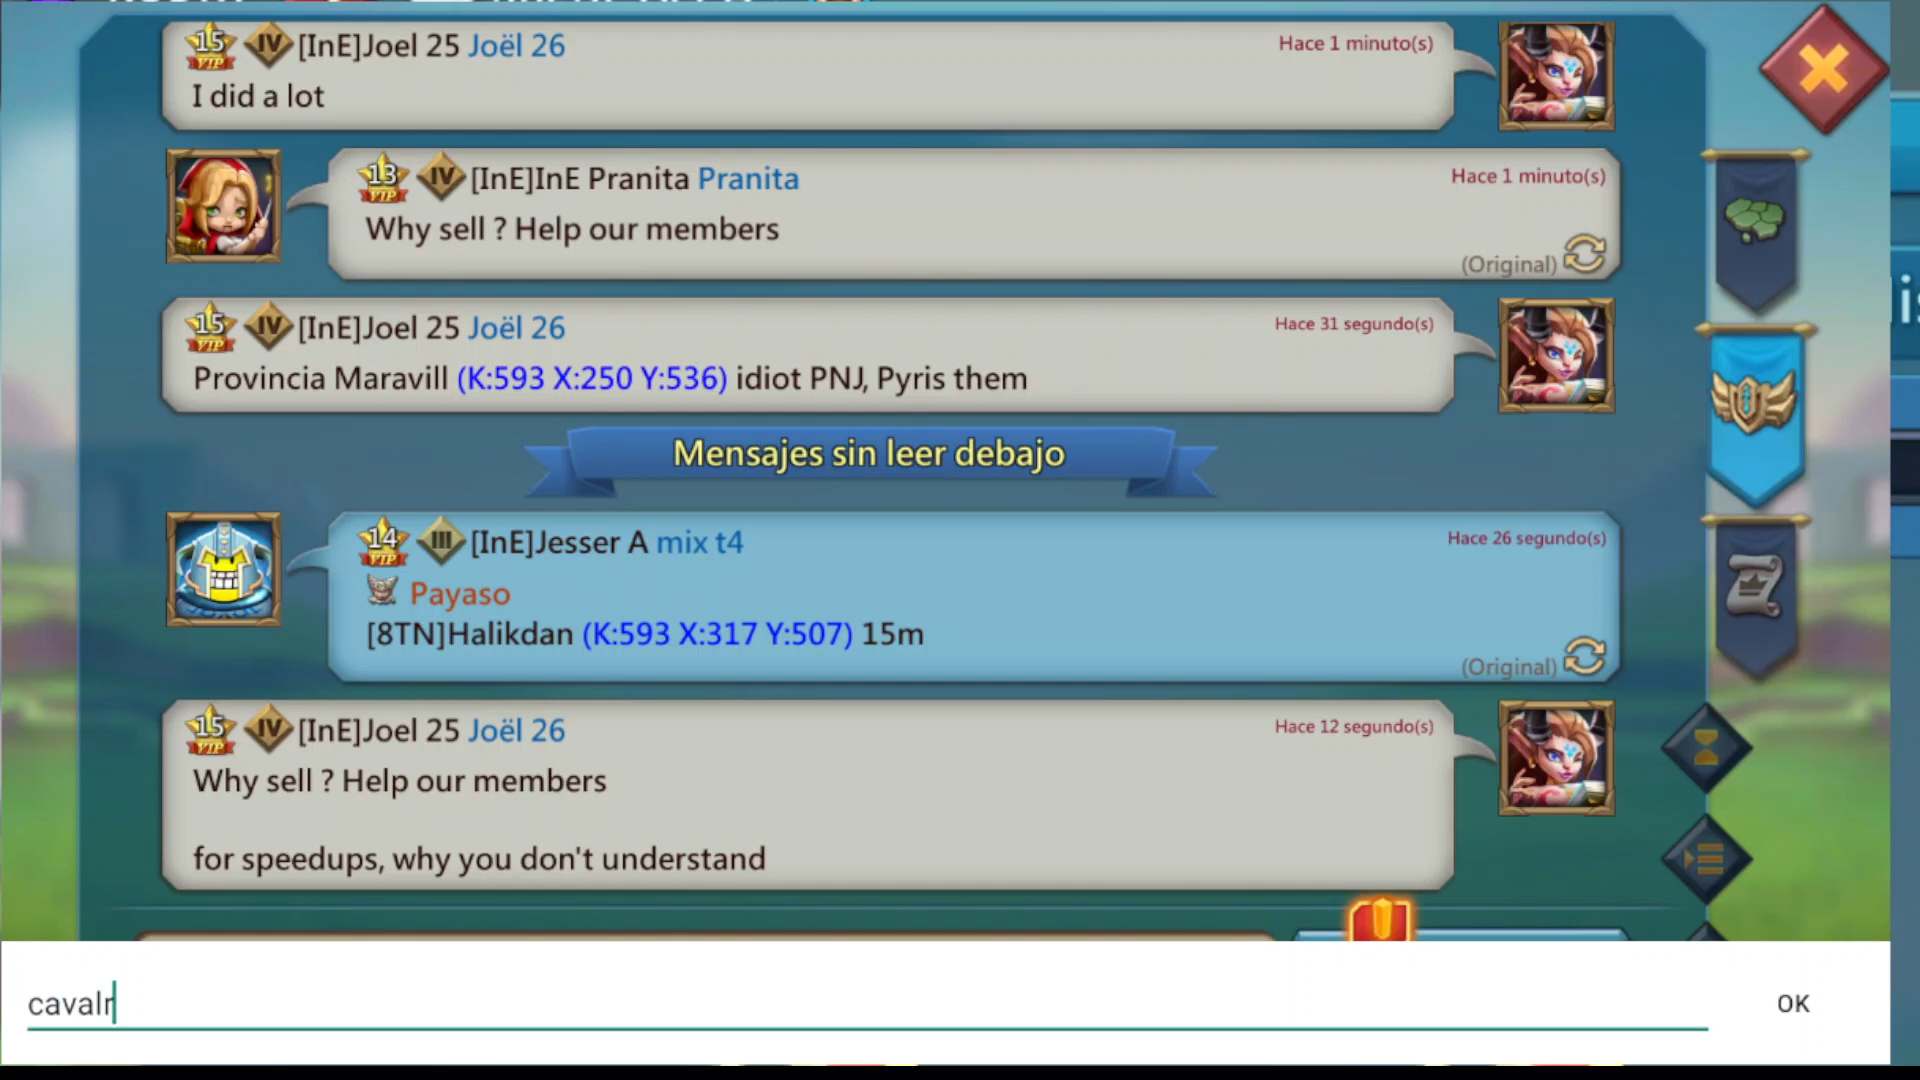 15 VIP IV [InE]Joel 25 Joël 26 Hace 1 minuto(s)
I did a lot
13 VIP IV [InE]InE Pranita Pranita Hace 1 minuto(s)
Why sell ? Help our members
(Original)
15 VIP IV [InE]Joel 25 Joël 26 Hace 31 segundo(s)
Provincia Maravill (K:593 X:250 Y:536) idiot PNJ, Pyris them
Mensajes sin leer debajo
14 VIP III [InE]Jesser A mix t4 Hace 26 segundo(s)
Payaso
[8TN]Halikdan (K:593 X:317 Y:507) 15m
(Original)
15 VIP IV [InE]Joel 25 Joël 26 Hace 12 segundo(s)
Why sell ? Help our members
for speedups, why you don't understand
cavalr
OK